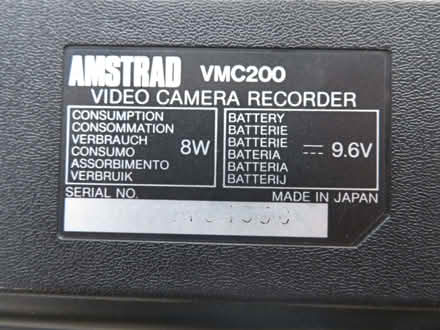 AMSTRAD VMC200
VIDEO CAMERA RECORDER
CONSUMPTION
CONSOMMATION
VERBRAUCH
CONSUMO
ASSORBIMENTO
VERBRUIK
8W
BATTERY
BATTERIE
BATTERIE
BATERIA
BATTERIA
BATTERIJ
9.6V
SERIAL NO.
MADE IN JAPAN